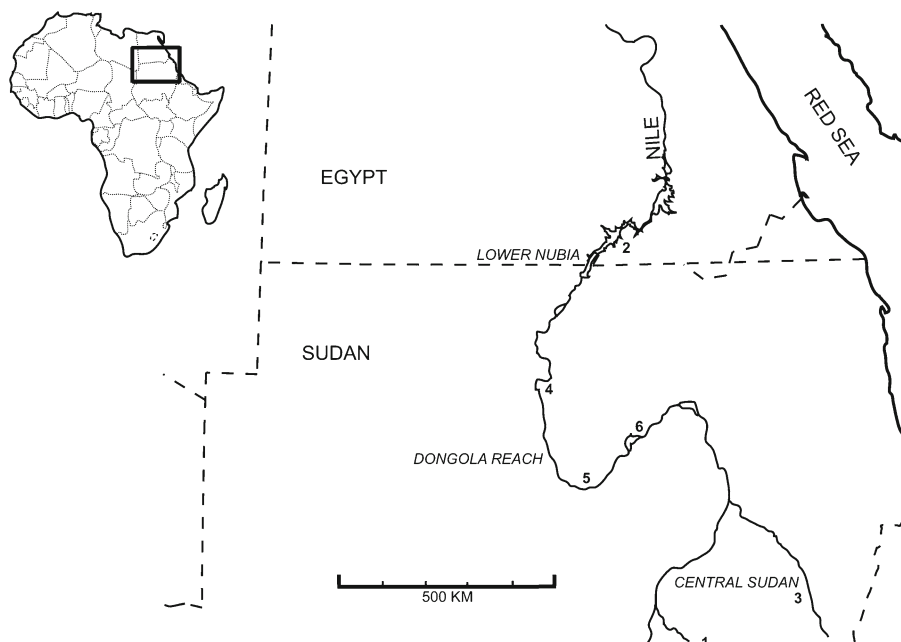 RED SEA
NILE
EGYPT
2
LOWER NUBIA
SUDAN
4
6
DONGOLA REACH
5
CENTRAL SUDAN
3
500 KM
1